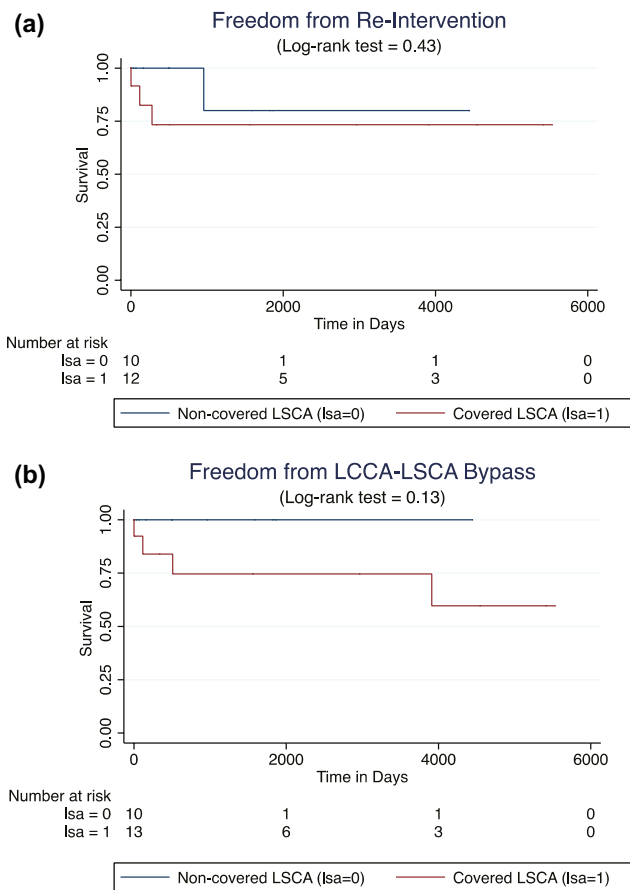 (a)
Freedom from Re-Intervention
(Log-rank test = 0.43)
1.00
0.75
0.50
0.25
0.00
Survival
0 2000 4000 6000
Time in Days
Number at risk
lsa = 0 10 1 1 0
lsa = 1 12 5 3 0
Non-covered LSCA (lsa=0) Covered LSCA (lsa=1)
(b)
Freedom from LCCA-LSCA Bypass
(Log-rank test = 0.13)
1.00
0.75
0.50
0.25
0.00
Survival
0 2000 4000 6000
Time in Days
Number at risk
lsa = 0 10 1 1 0
lsa = 1 13 6 3 0
Non-covered LSCA (lsa=0) Covered LSCA (lsa=1)